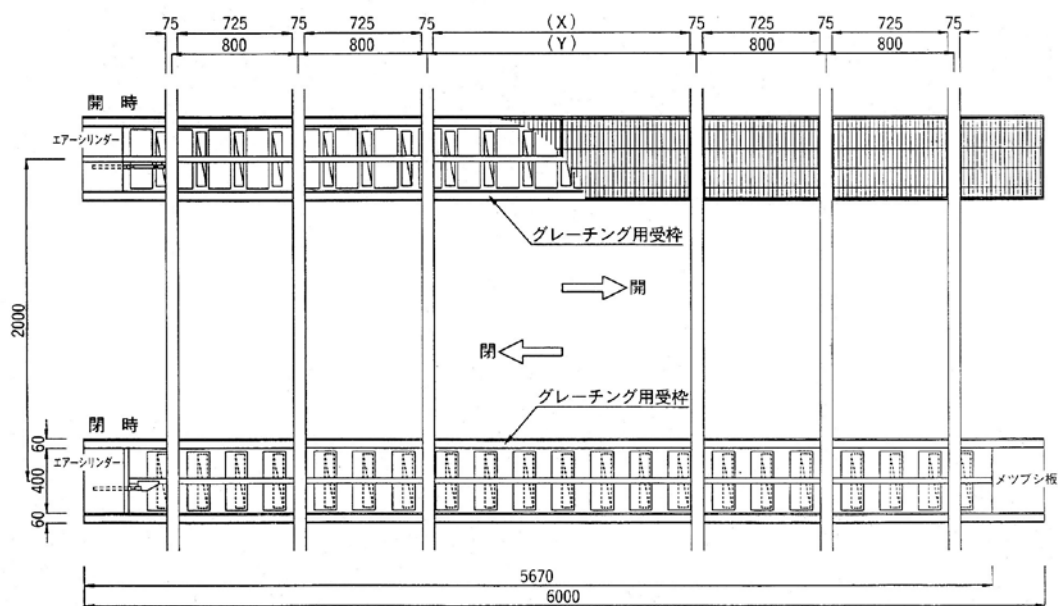 75 725 75 725 75 (X) 75 725 75 725 75
800 800 (Y) 800 800
開 時
エアーシリンダー
グレーチング用受枠
2000
開
閉
グレーチング用受枠
閉 時
60
エアーシリンダー
400
メツブシ板
60
5670
6000